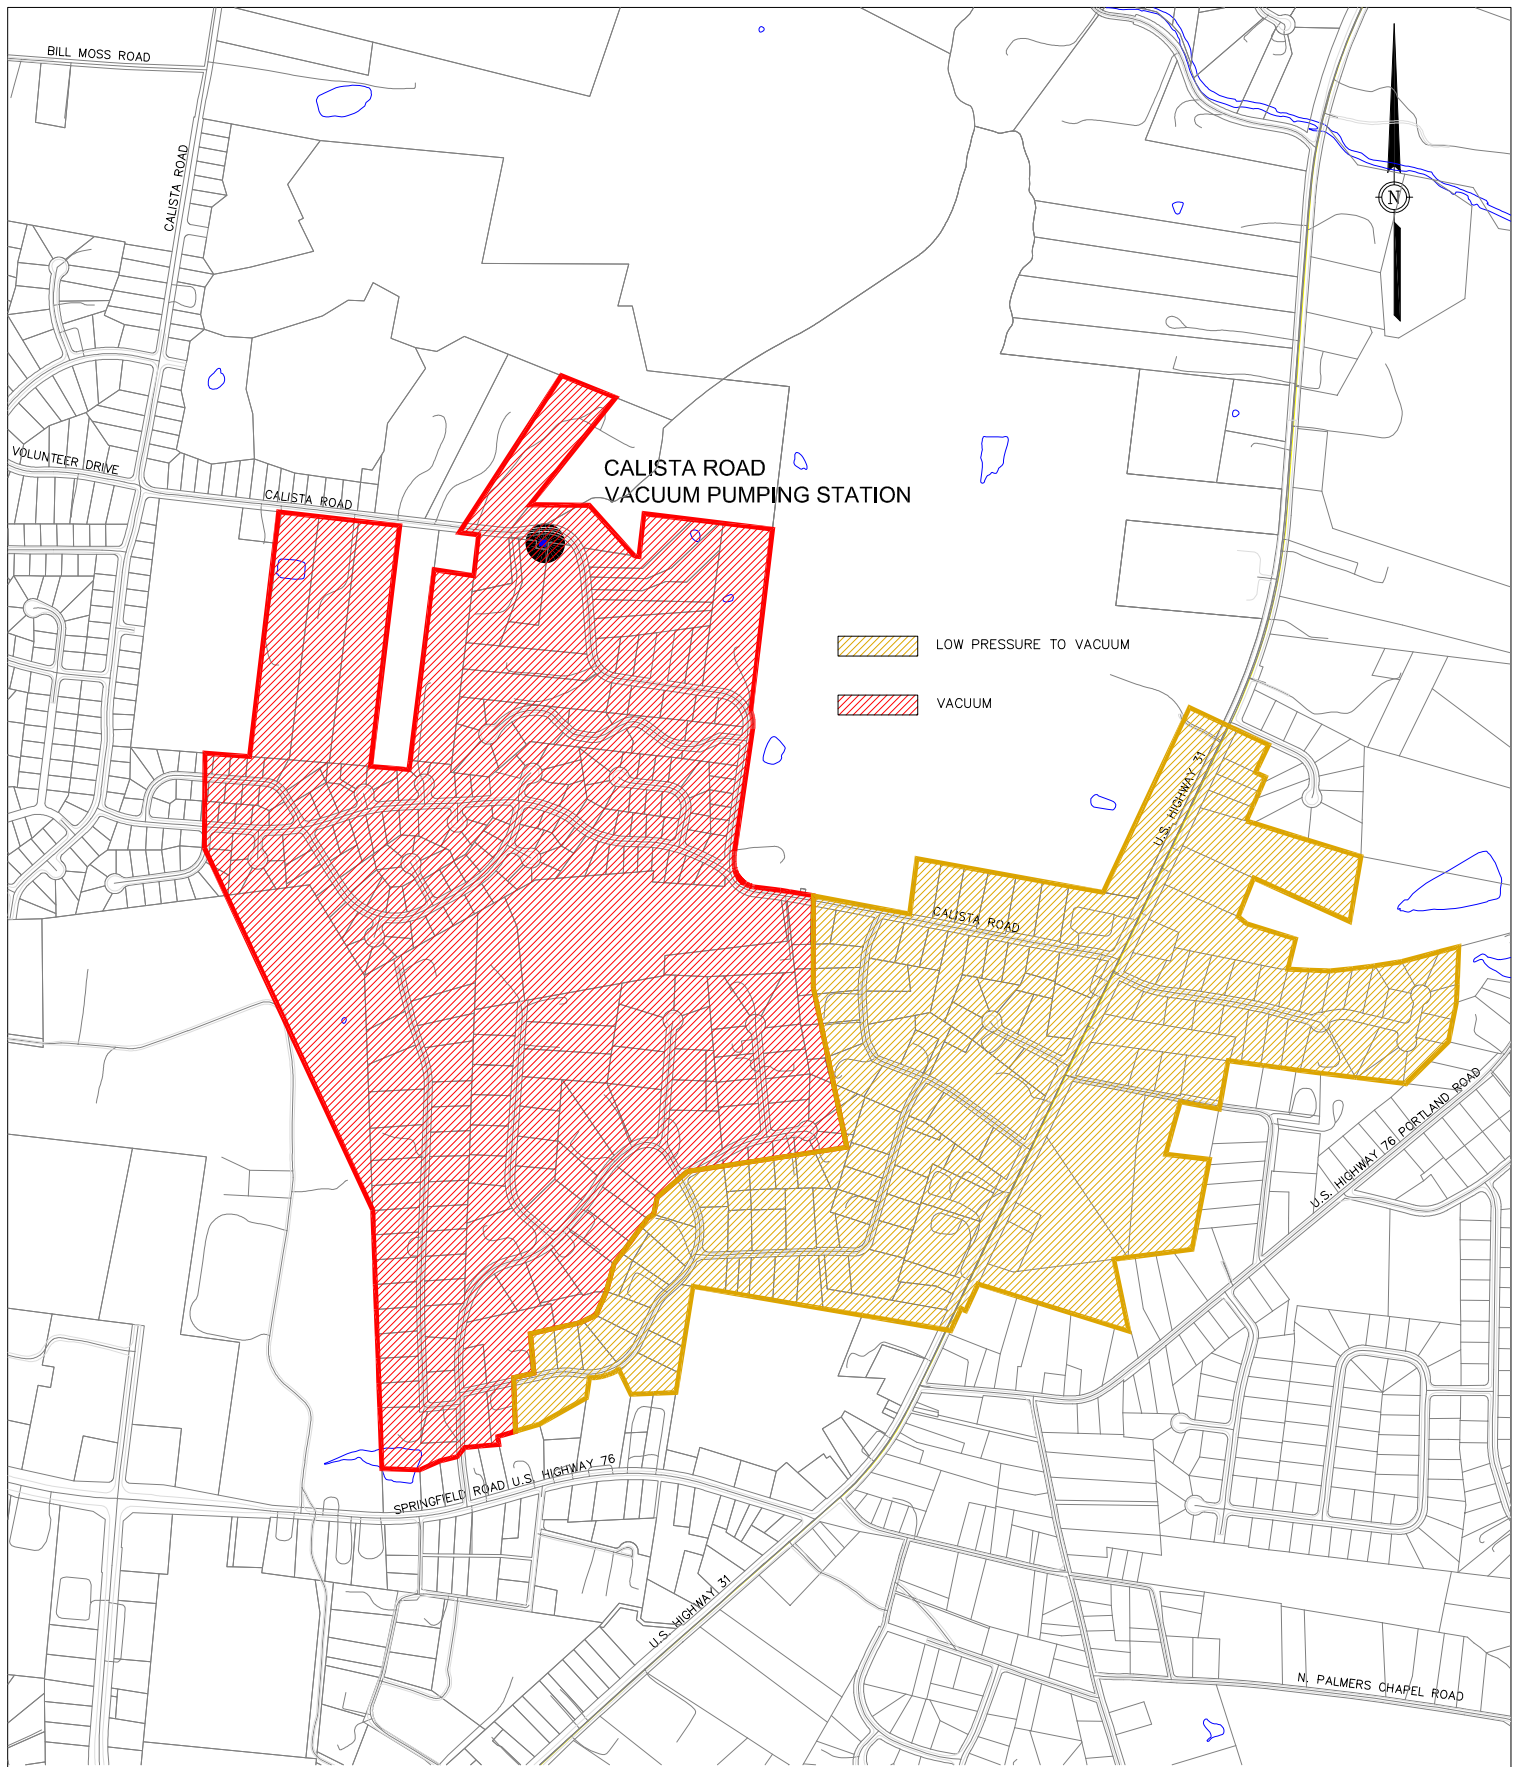 BILL MOSS ROAD
CALISTA ROAD
N
VOLUNTEER DRIVE
CALISTA ROAD
CALISTA ROAD
VACUUM PUMPING STATION
LOW PRESSURE TO VACUUM
VACUUM
U.S. HIGHWAY 31
CALISTA ROAD
U.S. HIGHWAY 76 PORTLAND ROAD
SPRINGFIELD ROAD U.S. HIGHWAY 76
U.S. HIGHWAY 31
N. PALMERS CHAPEL ROAD